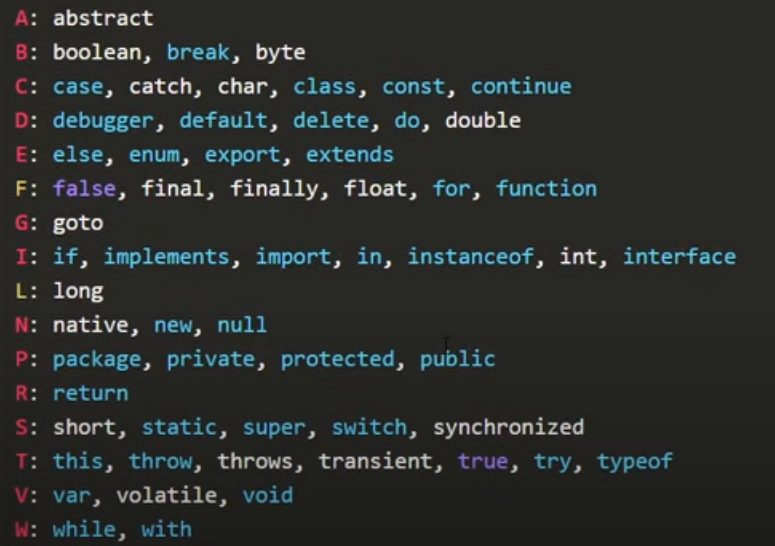 A: abstract
B: boolean, break, byte
C: case, catch, char, class, const, continue
D: debugger, default, delete, do, double
E: else, enum, export, extends
F: false, final, finally, float, for, function
G: goto
I: if, implements, import, in, instanceof, int, interface
L: long
N: native, new, null
P: package, private, protected, public
R: return
S: short, static, super, switch, synchronized
T: this, throw, throws, transient, true, try, typeof
V: var, volatile, void
W: while, with